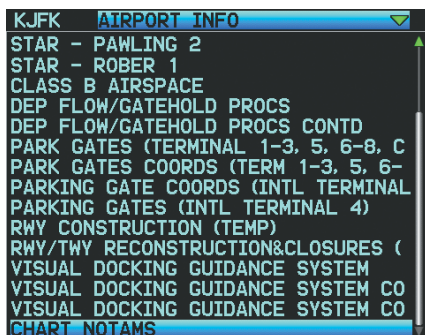 KJFK AIRPORT INFO
STAR - PAWLING 2
STAR - ROBER 1
CLASS B AIRSPACE
DEP FLOW/GATEHOLD PROCS
DEP FLOW/GATEHOLD PROCS CONTD
PARK GATES (TERMINAL 1-3, 5, 6-8, C
PARK GATES COORDS (TERM 1-3, 5, 6-
PARKING GATE COORDS (INTL TERMINAL
PARKING GATES (INTL TERMINAL 4)
RWY CONSTRUCTION (TEMP)
RWY/TWY RECONSTRUCTION&CLOSURES (
VISUAL DOCKING GUIDANCE SYSTEM
VISUAL DOCKING GUIDANCE SYSTEM CO
VISUAL DOCKING GUIDANCE SYSTEM CO
CHART NOTAMS